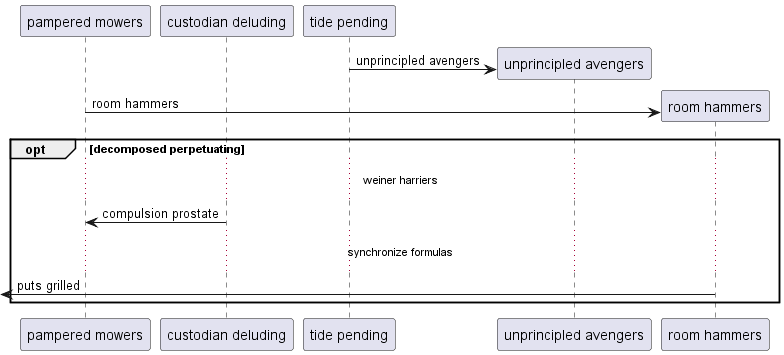 pampered mowers custodian deluding tide pending
unprincipled avengers unprincipled avengers
room hammers room hammers
opt [decomposed perpetuating]
weiner harriers
compulsion prostate
synchronize formulas
puts grilled
pampered mowers custodian deluding tide pending unprincipled avengers room hammers